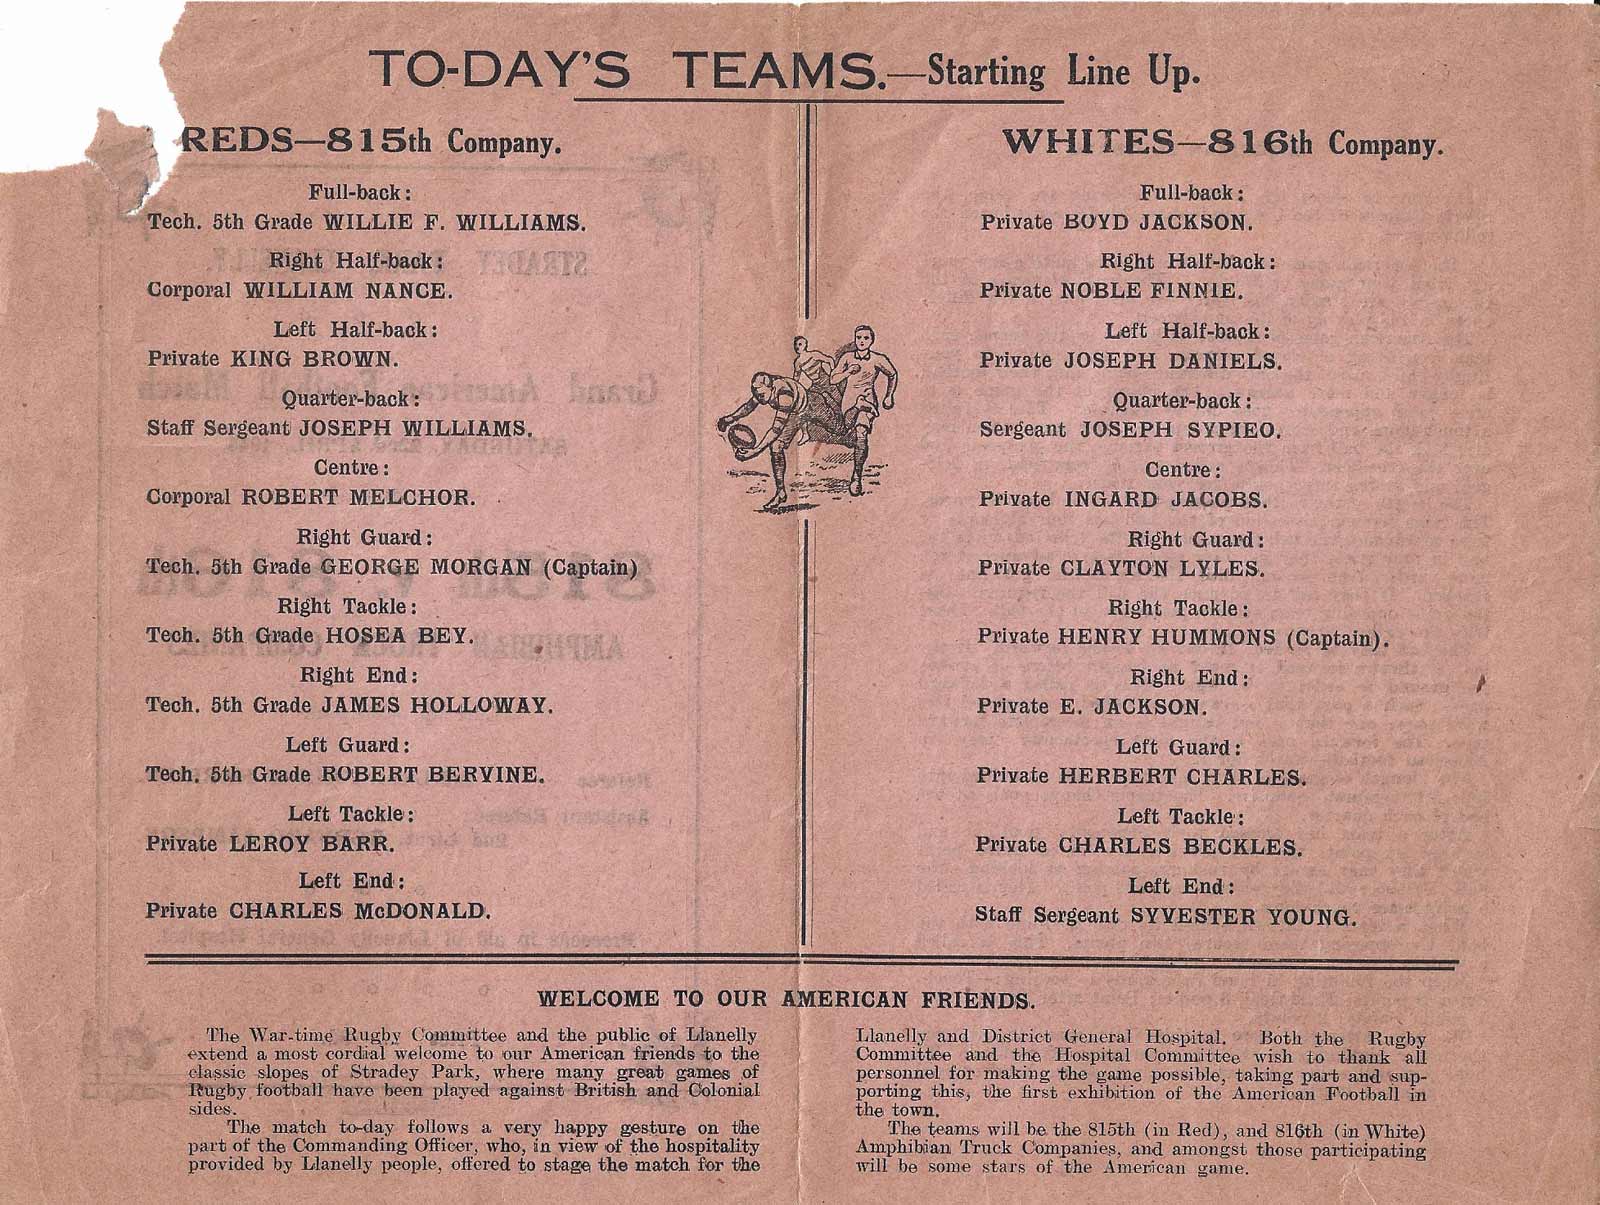 TO-DAY'S TEAMS.—Starting Line Up.
REDS—815th Company.
Full-back:
Tech. 5th Grade WILLIE F. WILLIAMS.
Right Half-back:
Corporal WILLIAM NANCE.
Left Half-back:
Private KING BROWN.
Quarter-back:
Staff Sergeant JOSEPH WILLIAMS.
Centre:
Corporal ROBERT MELCHOR.
Right Guard:
Tech. 5th Grade GEORGE MORGAN (Captain)
Right Tackle:
Tech. 5th Grade HOSEA BEY.
Right End:
Tech. 5th Grade JAMES HOLLOWAY.
Left Guard:
Tech. 5th Grade ROBERT BERVINE.
Left Tackle:
Private LEROY BARR.
Left End:
Private CHARLES McDONALD.
WHITES—816th Company.
Full-back:
Private BOYD JACKSON.
Right Half-back:
Private NOBLE FINNIE.
Left Half-back:
Private JOSEPH DANIELS.
Quarter-back:
Sergeant JOSEPH SYPIEO.
Centre:
Private INGARD JACOBS.
Right Guard:
Private CLAYTON LYLES.
Right Tackle:
Private HENRY HUMMONS (Captain).
Right End:
Private E. JACKSON.
Left Guard:
Private HERBERT CHARLES.
Left Tackle:
Private CHARLES BECKLES.
Left End:
Staff Sergeant SYVESTER YOUNG.
WELCOME TO OUR AMERICAN FRIENDS.
The War-time Rugby Committee and the public of Llanelly
extend a most cordial welcome to our American friends to the
classic slopes of Stradey Park, where many great games of
Rugby football have been played against British and Colonial
sides.
The match to-day follows a very happy gesture on the
part of the Commanding Officer, who, in view of the hospitality
provided by Llanelly people, offered to stage the match for the
Llanelly and District General Hospital. Both the Rugby
Committee and the Hospital Committee wish to thank all
personnel for making the game possible, taking part and sup-
porting this, the first exhibition of the American Football in
the town.
The teams will be the 815th (in Red), and 816th (in White)
Amphibian Truck Companies, and amongst those participating
will be some stars of the American game.